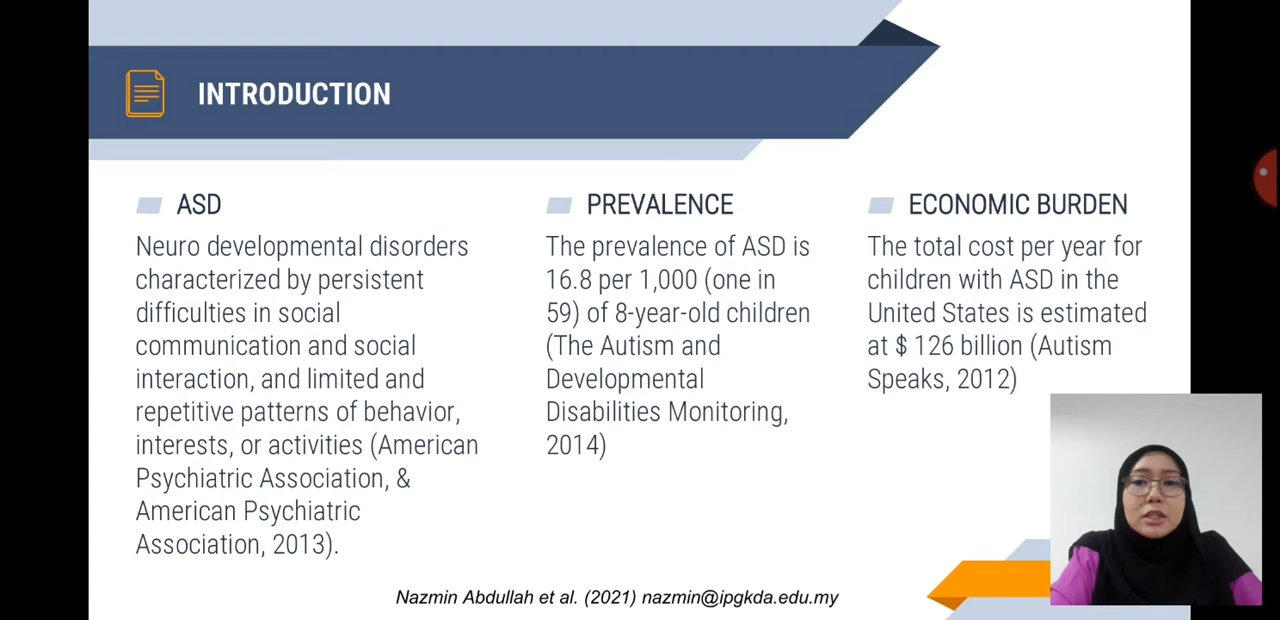 INTRODUCTION
ASD
Neuro developmental disorders
characterized by persistent
difficulties in social
communication and social
interaction, and limited and
repetitive patterns of behavior,
interests, or activities (American
Psychiatric Association, &
American Psychiatric
Association, 2013).
PREVALENCE
The prevalence of ASD is
16.8 per 1,000 (one in
59) of 8-year-old children
(The Autism and
Developmental
Disabilities Monitoring,
2014)
ECONOMIC BURDEN
The total cost per year for
children with ASD in the
United States is estimated
at $ 126 billion (Autism
Speaks, 2012)
Nazmin Abdullah et al. (2021) nazmin@ipgkda.edu.my